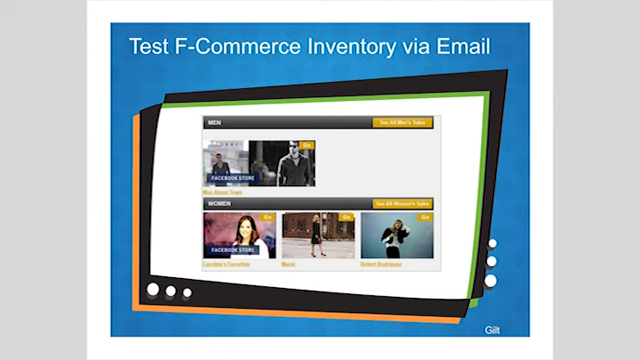 Test F-Commerce Inventory via Email
MEN
See All Men's Sales
Go
FACEBOOK STORE
Men About Town
WOMEN
See All Women's Sales
Go
Go
Go
FACEBOOK STORE
Caroline's Favorites
Marni
Robert Rodriguez
Gilt